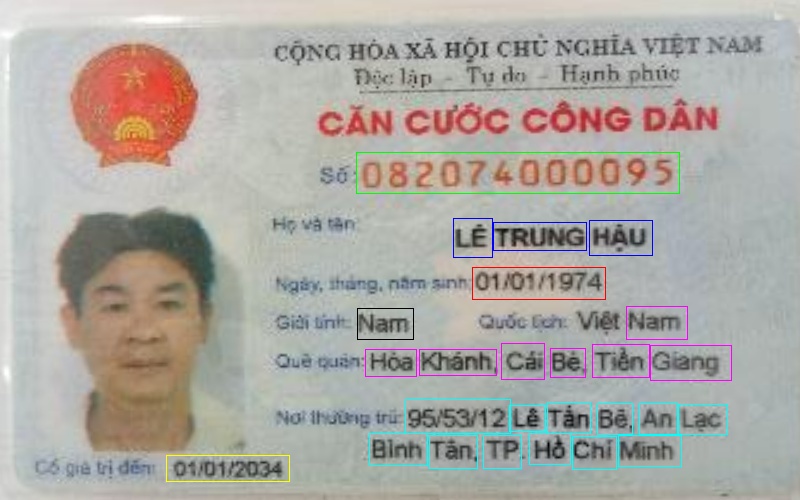 CỘNG HÒA XÃ HỘI CHỦ NGHĨA VIỆT NAM
Độc lập - Tự do - Hạnh phúc
CĂN CƯỚC CÔNG DÂN
Số: 082074000095
Họ và tên:
LÊ TRUNG HẬU
Ngày, tháng, năm sinh: 01/01/1974
Giới tính: Nam Quốc tịch: Việt Nam
Quê quán: Hòa Khánh, Cái Bè, Tiền Giang
Nơi thường trú: 95/53/12 Lê Tấn Bê, An Lạc
Bình Tân, TP. Hồ Chí Minh
Có giá trị đến: 01/01/2034